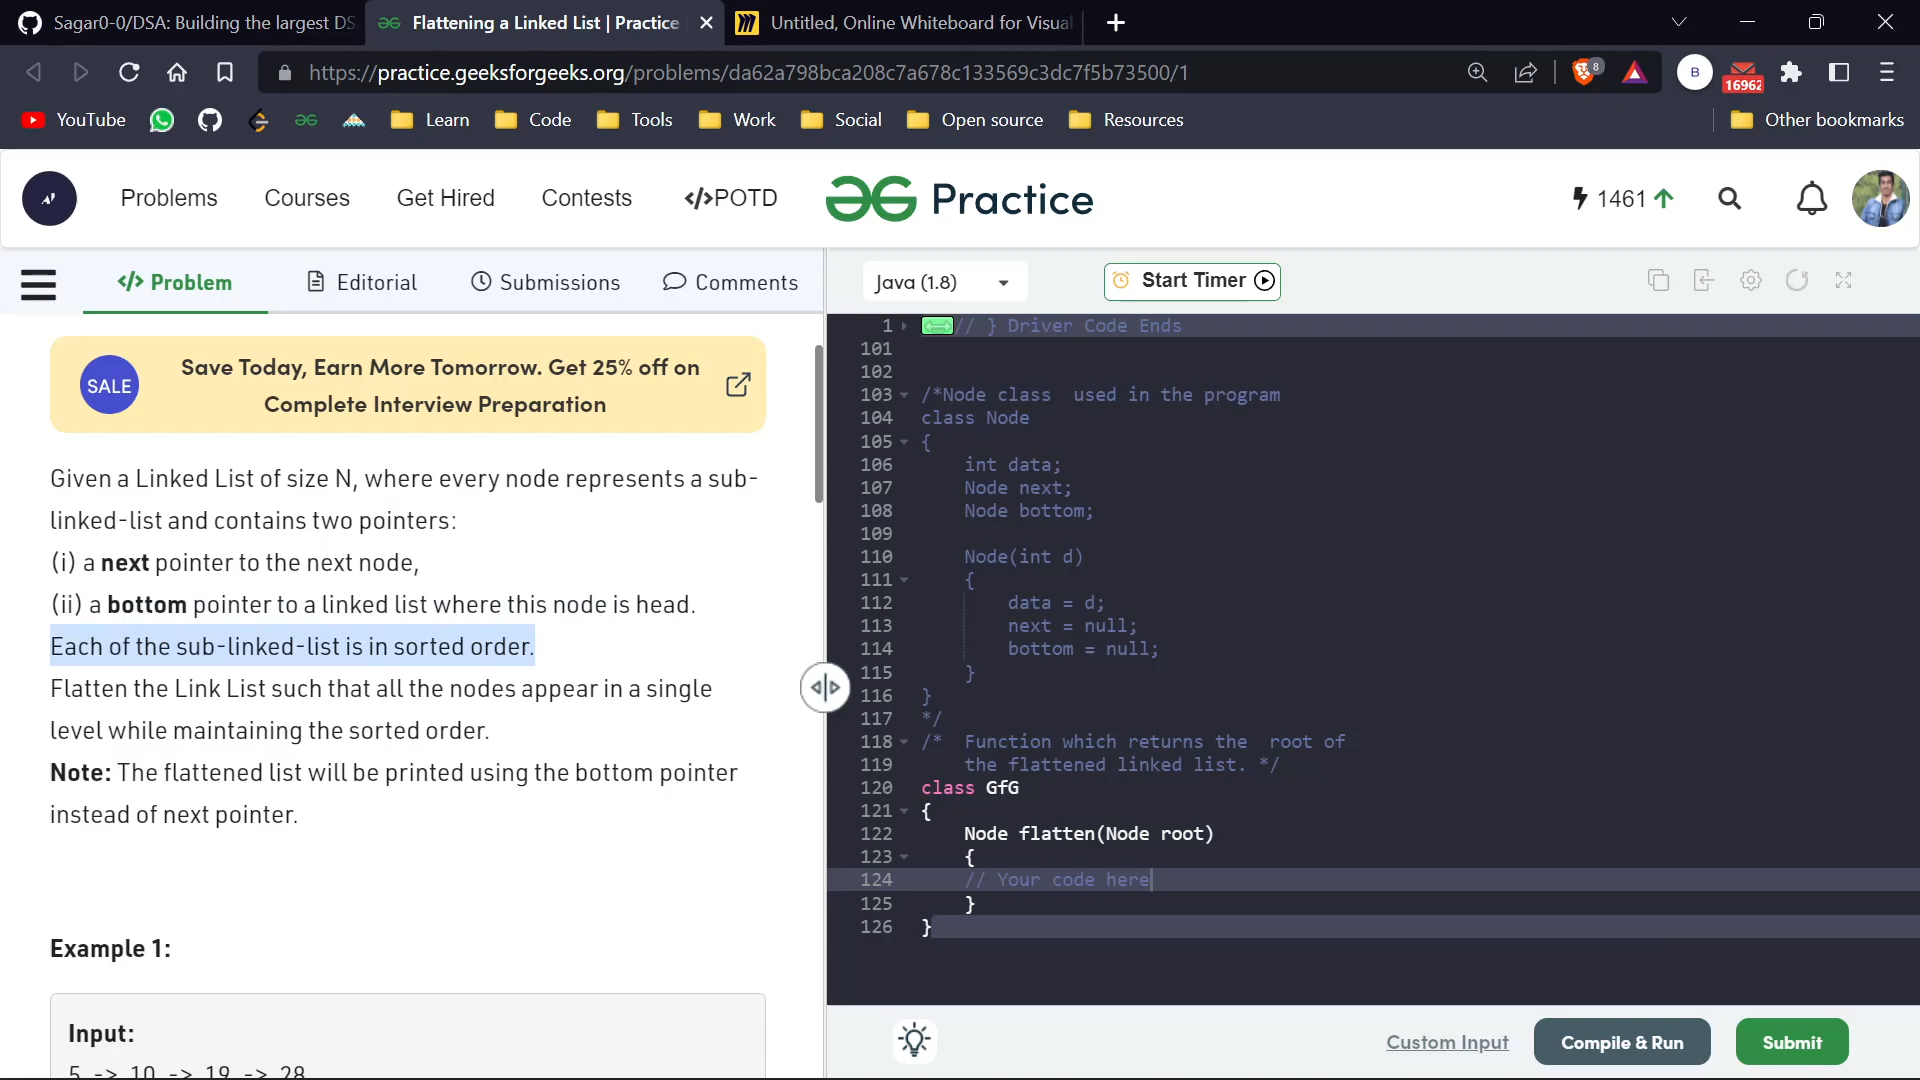 Sagar0-0/DSA: Building the largest DS
Flattening a Linked List | Practice
Untitled, Online Whiteboard for Visual
https://practice.geeksforgeeks.org/problems/da62a798bca208c7a678c133569c3dc7f5b73500/1
8
B
16962
YouTube
Learn
Code
Tools
Work
Social
Open source
Resources
Other bookmarks
Problems
Courses
Get Hired
Contests
</>POTD
Practice
1461
</> Problem
Editorial
Submissions
Comments
Java (1.8)
Start Timer
SALE
Save Today, Earn More Tomorrow. Get 25% off on
Complete Interview Preparation
Given a Linked List of size N, where every node represents a sub-
linked-list and contains two pointers:
(i) a next pointer to the next node,
(ii) a bottom pointer to a linked list where this node is head.
Each of the sub-linked-list is in sorted order.
Flatten the Link List such that all the nodes appear in a single
level while maintaining the sorted order.
Note: The flattened list will be printed using the bottom pointer
instead of next pointer.
Example 1:
Input:
5 -> 10 -> 19 -> 28
1 // } Driver Code Ends
101
102
103 /*Node class  used in the program
104 class Node
105 {
106     int data;
107     Node next;
108     Node bottom;
109
110     Node(int d)
111     {
112         data = d;
113         next = null;
114         bottom = null;
115     }
116 }
117 */
118 /*  Function which returns the  root of
119     the flattened linked list. */
120 class GfG
121 {
122     Node flatten(Node root)
123     {
124     // Your code here
125     }
126 }
Custom Input
Compile & Run
Submit